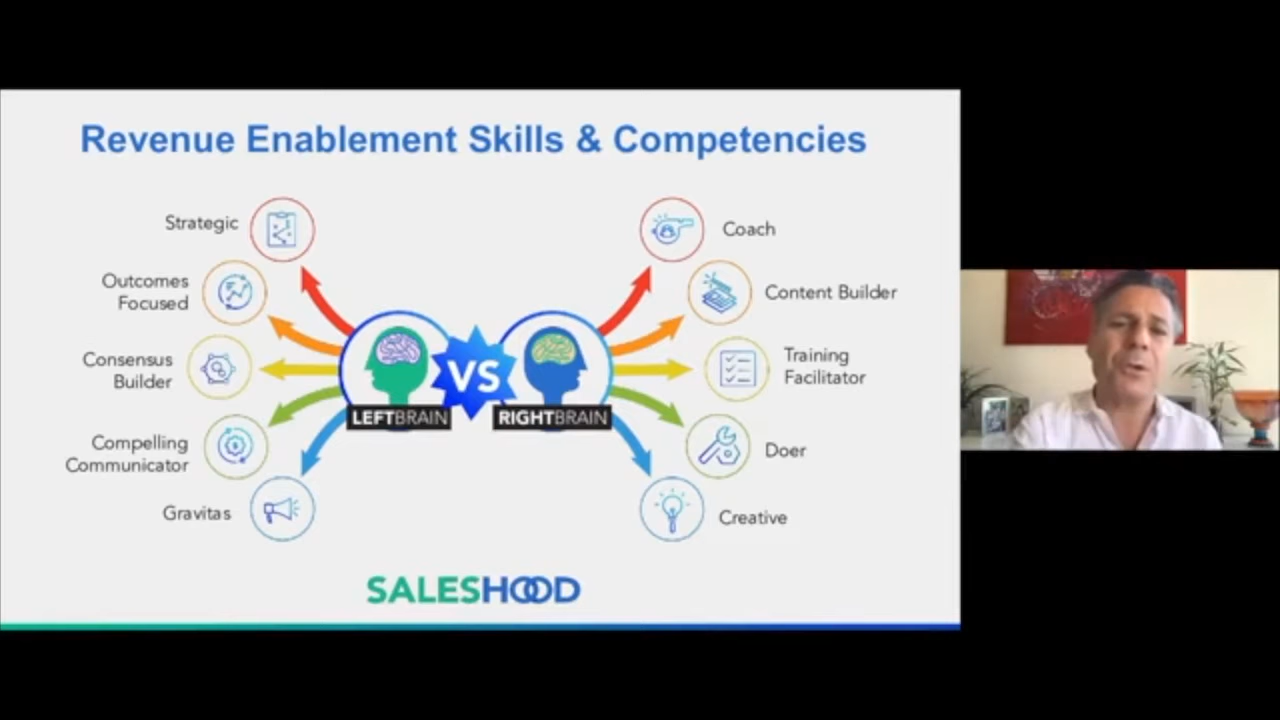 Revenue Enablement Skills & Competencies
Strategic
Outcomes
Focused
Consensus
Builder
Compelling
Communicator
Gravitas
LEFTBRAIN
VS
RIGHTBRAIN
Coach
Content Builder
Training
Facilitator
Doer
Creative
SALESHOOD